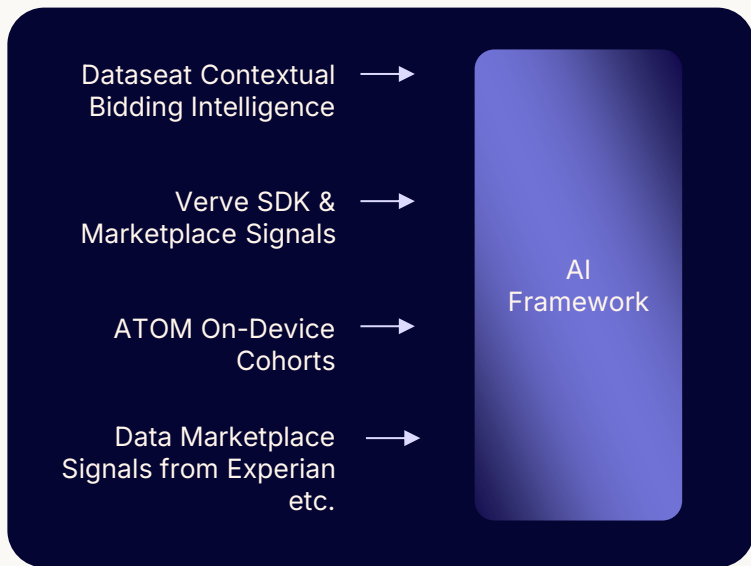 Dataseat Contextual
Bidding Intelligence
Verve SDK &
Marketplace Signals
ATOM On-Device
Cohorts
Data Marketplace
Signals from Experian
etc.
AI
Framework